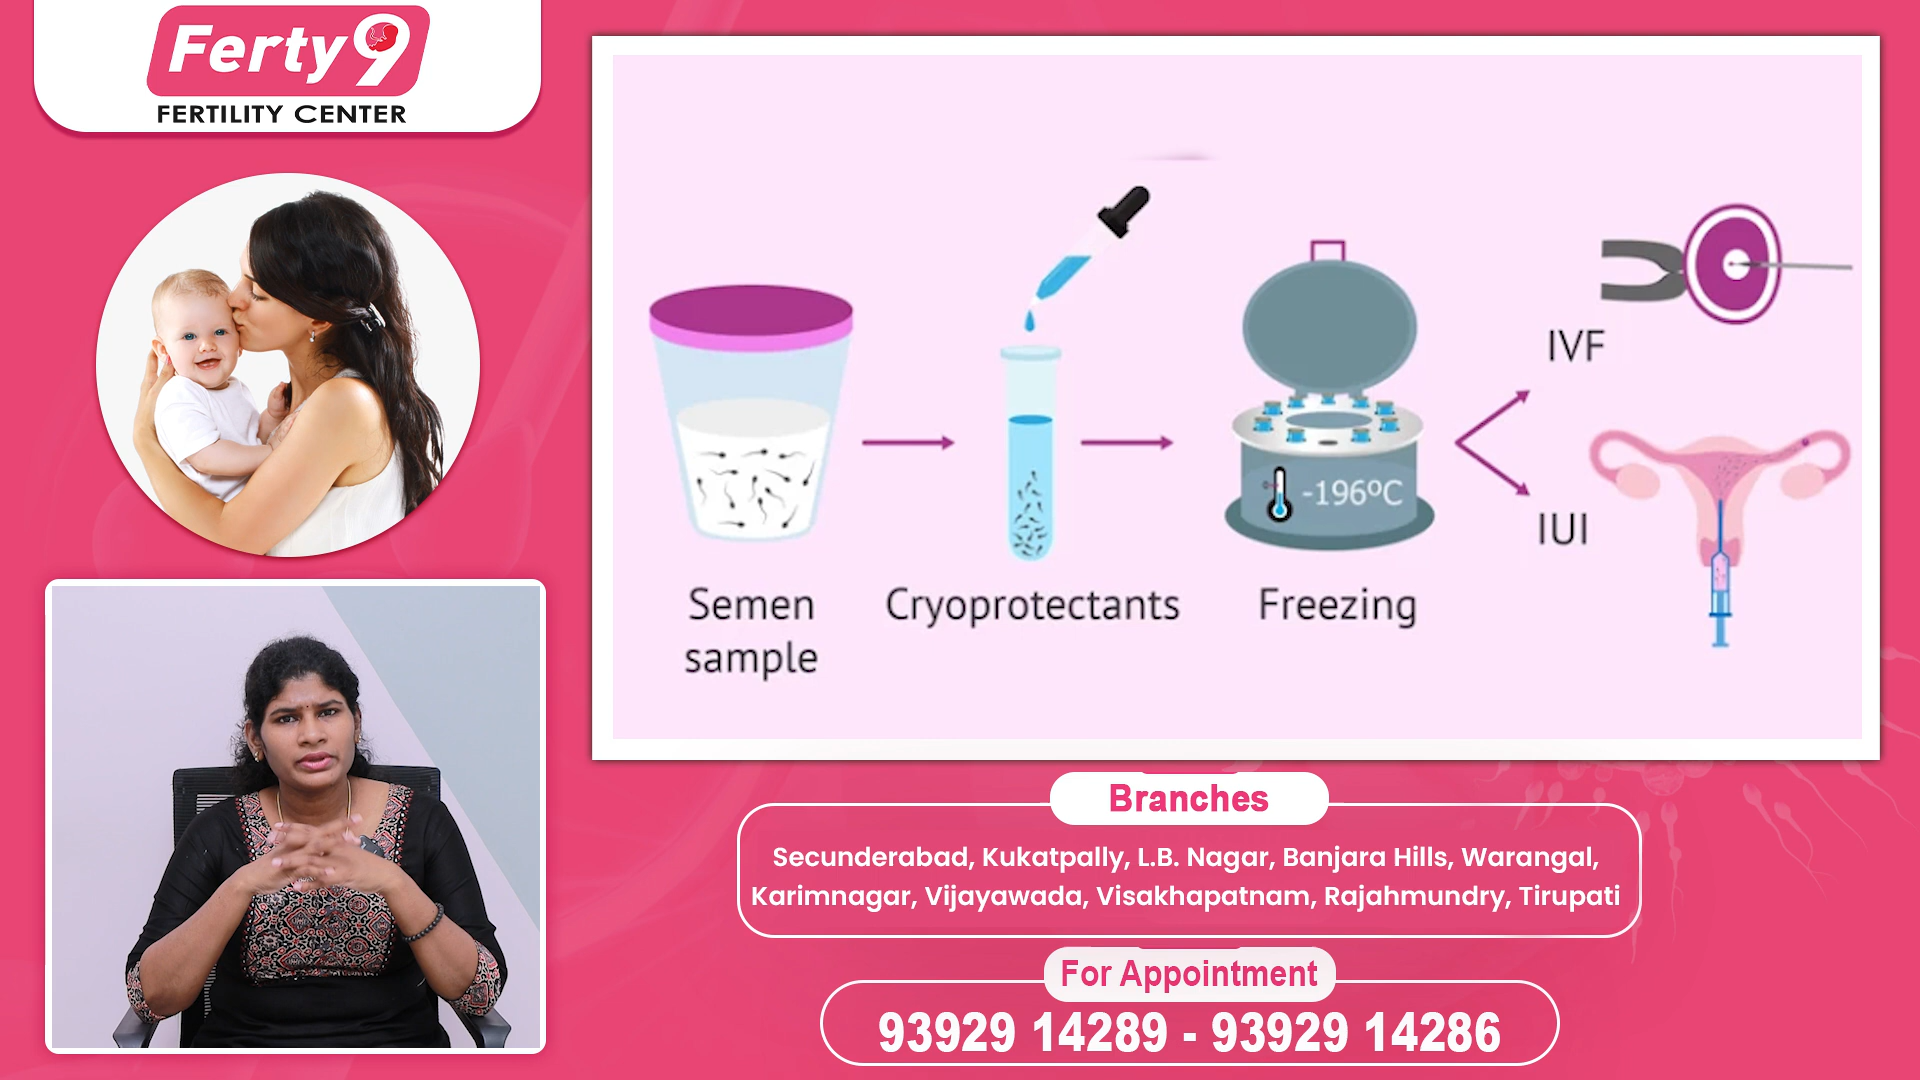 Ferty9
FERTILITY CENTER
IVF
-196ºC
IUI
Semen
sample
Cryoprotectants
Freezing
Branches
Secunderabad, Kukatpally, L.B. Nagar, Banjara Hills, Warangal,
Karimnagar, Vijayawada, Visakhapatnam, Rajahmundry, Tirupati
For Appointment
93929 14289 - 93929 14286